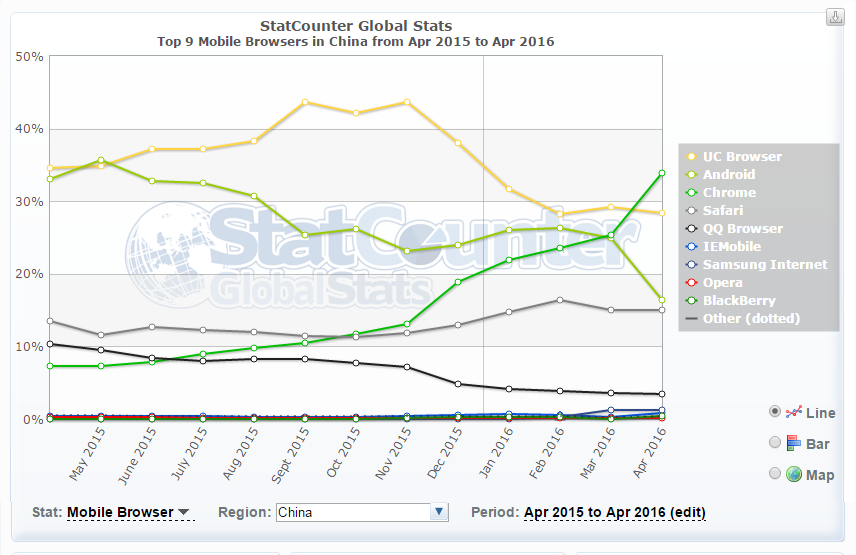 StatCounter Global Stats
Top 9 Mobile Browsers in China from Apr 2015 to Apr 2016
50%
40%
30%
20%
10%
0%
StatCounter
GlobalStats
May 2015
June 2015
July 2015
Aug 2015
Sept 2015
Oct 2015
Nov 2015
Dec 2015
Jan 2016
Feb 2016
Mar 2016
Apr 2016
UC Browser
Android
Chrome
Safari
QQ Browser
IEMobile
Samsung Internet
Opera
BlackBerry
Other (dotted)
Line
Bar
Map
Stat: Mobile Browser Region: China Period: Apr 2015 to Apr 2016 (edit)